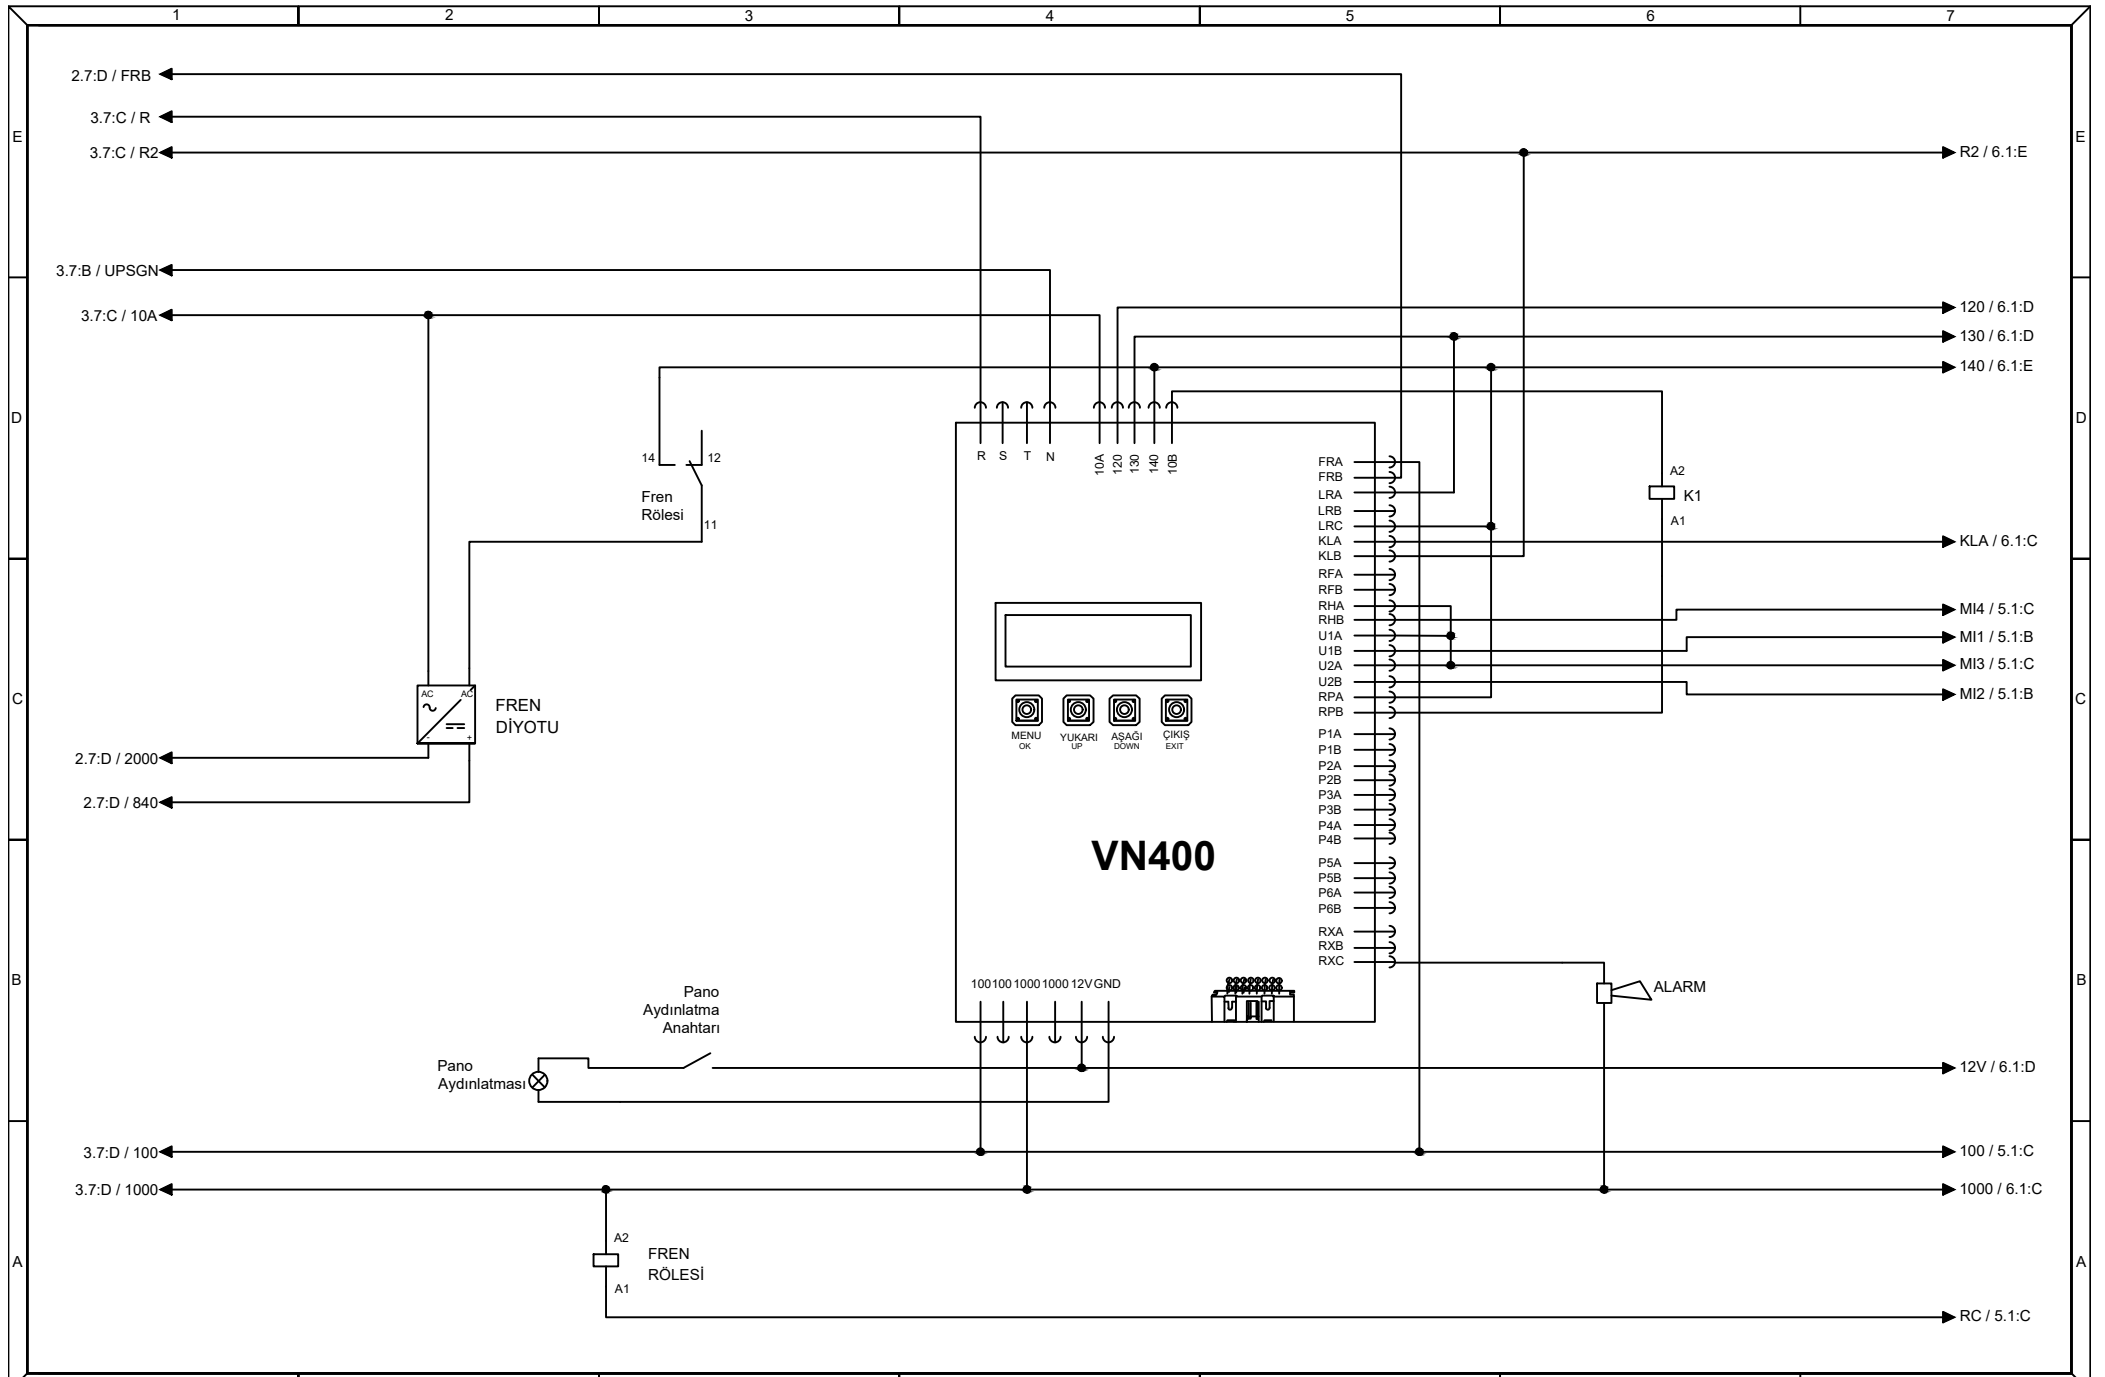 1 2 3 4 5 6 7
2.7:D / FRB
3.7:C / R
E E
3.7:C / R2 R2 / 6.1:E
3.7:B / UPSGN
3.7:C / 10A
120 / 6.1:D
130 / 6.1:D
140 / 6.1:E
D D
14 12
Fren
Rölesi
11
R S T N 10A 120 130 140 10B
A2
K1
A1
FRA
FRB
LRA
LRB
LRC
KLA
KLB
RFA
RFB
RHA
RHB
U1A
U1B
U2A
U2B
RPA
RPB
P1A
P1B
P2A
P2B
P3A
P3B
P4A
P4B
P5A
P5B
P6A
P6B
RXA
RXB
RXC
KLA / 6.1:C
MI4 / 5.1:C
MI1 / 5.1:B
MI3 / 5.1:C
MI2 / 5.1:B
C C
AC AC
- +
FREN
DİYOTU
MENU YUKARI AŞAĞI ÇIKIŞ
OK UP DOWN EXIT
2.7:D / 2000
2.7:D / 840
VN400
B B
100 100 1000 1000 12V GND
ALARM
Pano
Aydınlatma
Anahtarı
Pano
Aydınlatması
12V / 6.1:D
3.7:D / 100 100 / 5.1:C
3.7:D / 1000 1000 / 6.1:C
A A
A2
FREN
RÖLESİ
A1
RC / 5.1:C